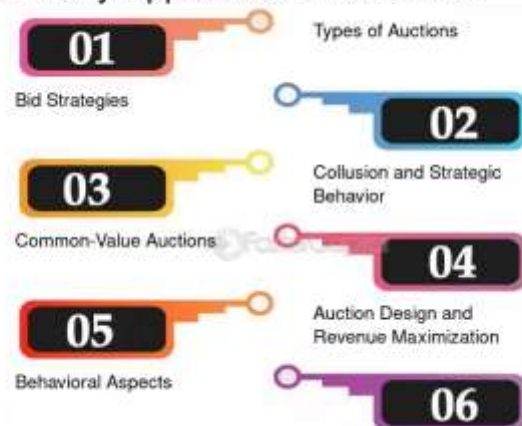 01
Types of Auctions
Bid Strategies
02
03
Collusion and Strategic
Behavior
Common-Value Auctions
04
05
Auction Design and
Revenue Maximization
Behavioral Aspects
06